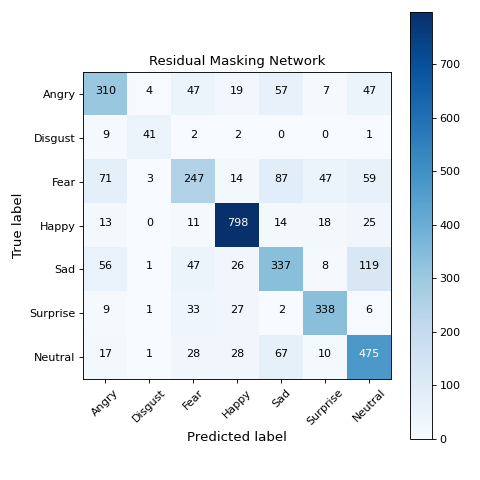 Residual Masking Network
Angry 310 4 47 19 57 7 47
Disgust 9 41 2 2 0 0 1
Fear 71 3 247 14 87 47 59
Happy 13 0 11 798 14 18 25
Sad 56 1 47 26 337 8 119
Surprise 9 1 33 27 2 338 6
Neutral 17 1 28 28 67 10 475
Angry Disgust Fear Happy Sad Surprise Neutral
Predicted label
True label
700
600
500
400
300
200
100
0